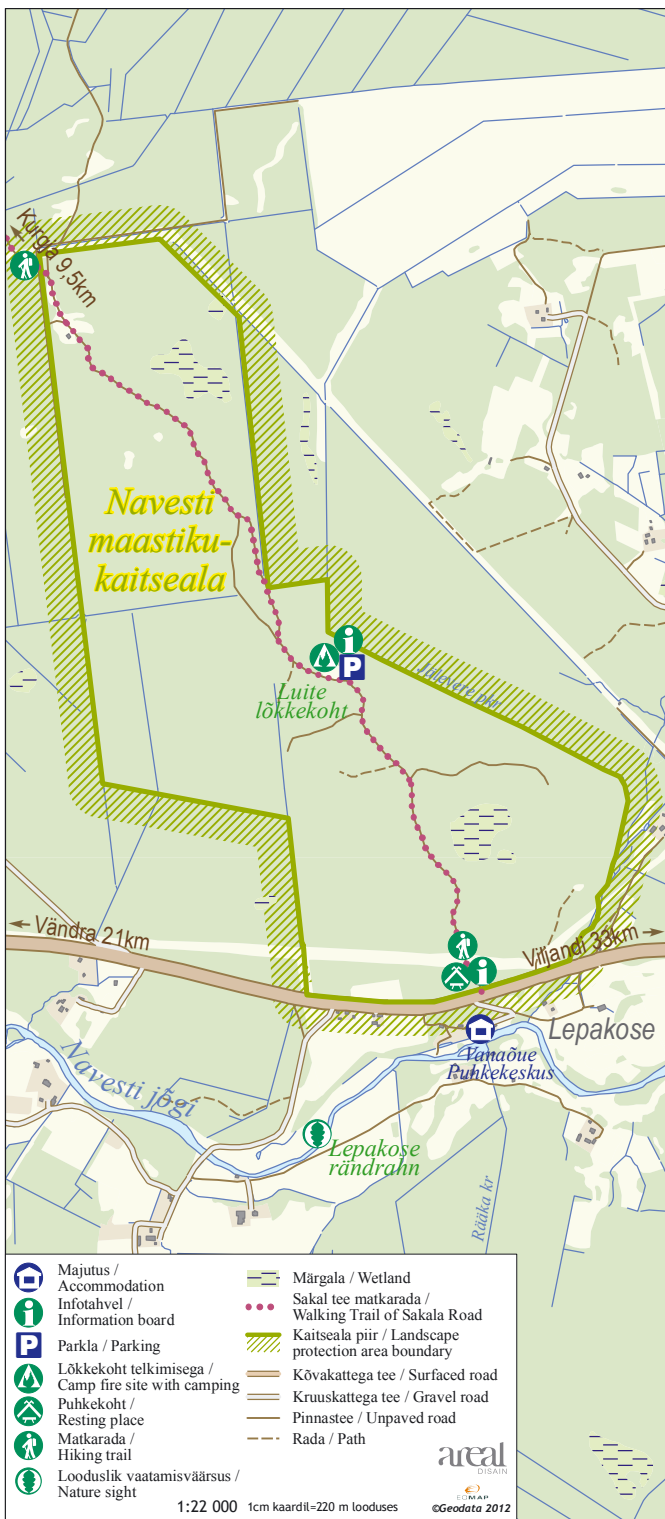 Kurgja 9,5km
Navesti
maastiku-
kaitseala
Luite
lõkkekoht
P
Jälevere pkr
Vändra 21km
Viljandi 33km
Lepakose
Vanaõue
Puhkekeskus
Navesti jõgi
Lepakose
rändrahn
Rääka kr
Majutus /
Accommodation
Infotahvel /
Information board
P
Parkla / Parking
Lõkkekoht telkimisega /
Camp fire site with camping
Puhkekoht /
Resting place
Matkarada /
Hiking trail
Looduslik vaatamisväärsus /
Nature sight
Märgala / Wetland
Sakal tee matkarada /
Walking Trail of Sakala Road
Kaitseala piir / Landscape
protection area boundary
Kõvakattega tee / Surfaced road
Kruuskattega tee / Gravel road
Pinnastee / Unpaved road
Rada / Path
areal
DISAIN
EOMAP
1:22 000 1cm kaardil=220 m looduses ©Geodata 2012